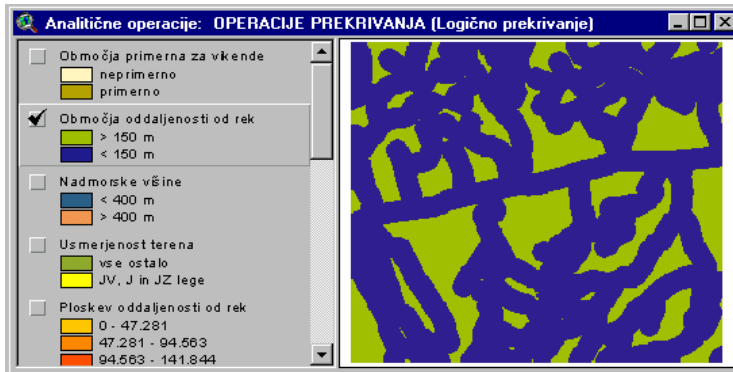 Analitične operacije: OPERACIJE PREKRIVANJA (Logično prekrivanje)
Območja primerna za vikende
neprimerno
primerno
Območja oddaljenosti od rek
> 150 m
< 150 m
Nadmorske višine
< 400 m
> 400 m
Usmerjenost terena
vse ostalo
JV, J in JZ lege
Ploskev oddaljenosti od rek
0 - 47.281
47.281 - 94.563
94.563 - 141.844